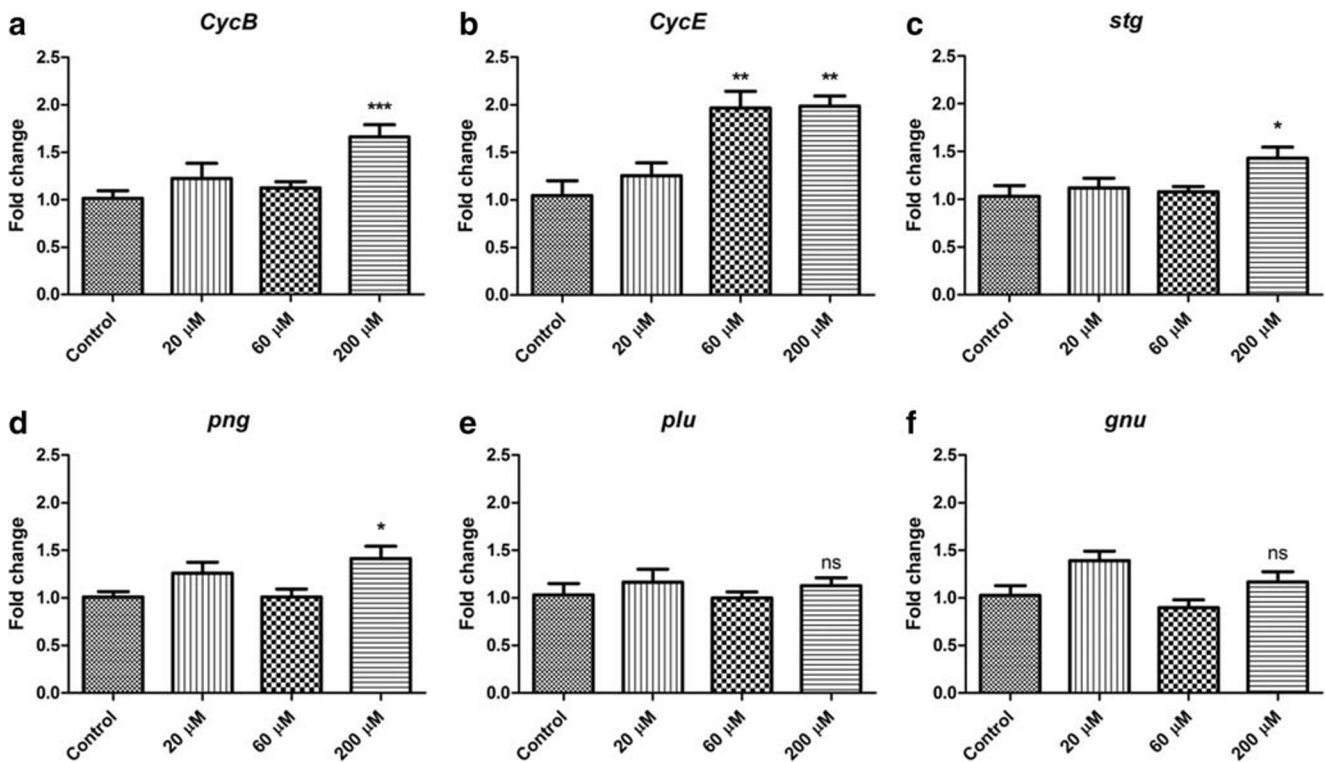 a
CycB
Fold change
2.5
2.0
1.5
1.0
0.5
0.0
***
Control
20 μM
60 μM
200 μM
b
CycE
Fold change
2.5
2.0
1.5
1.0
0.5
0.0
**
**
Control
20 μM
60 μM
200 μM
c
stg
Fold change
2.5
2.0
1.5
1.0
0.5
0.0
*
Control
20 μM
60 μM
200 μM
d
png
Fold change
2.5
2.0
1.5
1.0
0.5
0.0
*
Control
20 μM
60 μM
200 μM
e
plu
Fold change
2.5
2.0
1.5
1.0
0.5
0.0
ns
Control
20 μM
60 μM
200 μM
f
gnu
Fold change
2.5
2.0
1.5
1.0
0.5
0.0
ns
Control
20 μM
60 μM
200 μM